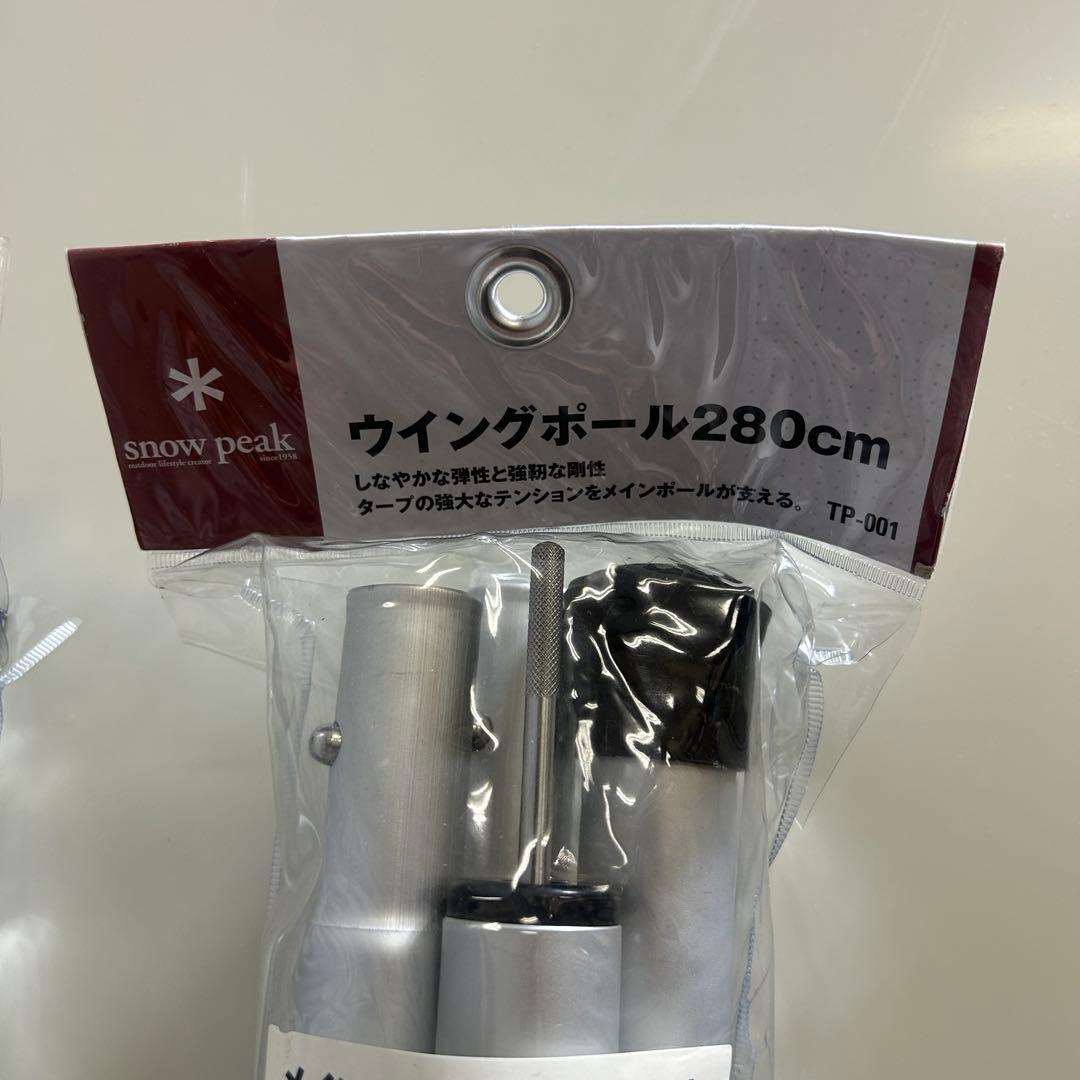 snow peak
outdoor lifestyle creator
since1958
ウイングポール280cm
しなやかな弾性と強靭な剛性
タープの強大なテンションをメインポールが支える。 TP-001